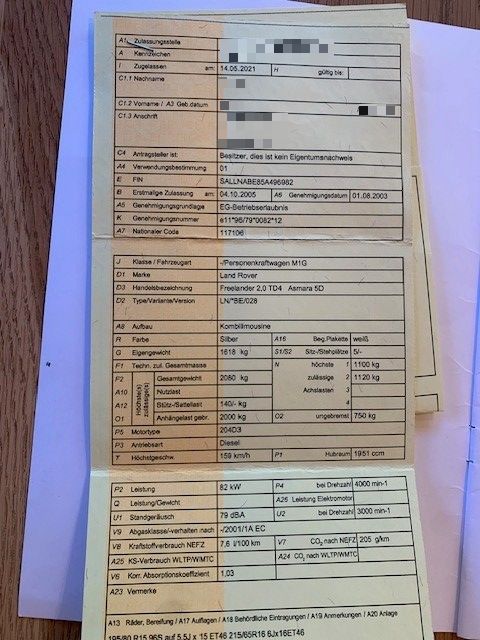 A1 Zulassungsstelle
A Kennzeichen
I Zugelassen am: 14.05.2021 H gültig bis:
C1.1 Nachname
C1.2 Vorname / A3 Geb.datum
C1.3 Anschrift
C4 Antragsteller ist: Besitzer, dies ist kein Eigentumsnachweis
A4 Verwendungsbestimmung 01
E FIN SALLNABE85A496982
B Erstmalige Zulassung am: 04.10.2005 A6 Genehmigungsdatum 01.08.2003
A5 Genehmigungsgrundlage EG-Betriebserlaubnis
K Genehmigungsnummer e11*96/79*0082*12
A7 Nationaler Code 117106
J Klasse / Fahrzeugart -/Personenkraftwagen M1G
D1 Marke Land Rover
D3 Handelsbezeichnung Freelander 2,0 TD4 Asmara 5D
D2 Type/Variante/Version LN/*BE/028
A8 Aufbau Kombilimousine
R Farbe Silber A16 Beg.Plakette weiß
G Eigengewicht 1618 kg S1/S2 Sitz-/Stehplätze 5/-
F1 Techn. zul. Gesamtmasse N höchste 1 1100 kg
F2 Höchste(s) zulässige(s) Gesamtgewicht 2080 kg zulässige 2 1120 kg
A10 Nutzlast Achslasten 3
A12 Stütz-/Sattellast 140/- kg 4
O1 Anhängelast gebr. 2000 kg O2 ungebremst 750 kg
P5 Motortype 204D3
P3 Antriebsart Diesel
T Höchstgeschw. 159 km/h P1 Hubraum 1951 ccm
P2 Leistung 82 kW P4 bei Drehzahl 4000 min-1
Q Leistung/Gewicht A26 Leistung Elektromotor
U1 Standgeräusch 79 dBA U2 bei Drehzahl 3000 min-1
V9 Abgasklasse/-verhalten nach -/2001/1A EC
V8 Kraftstoffverbrauch NEFZ 7,6 l/100 km V7 CO2 nach NEFZ 205 g/km
A25 KS-Verbrauch WLTP/WMTC A24 CO2 nach WLTP/WMTC
V6 Korr. Absorptionskoeffizient 1,03
A23 Vermerke
A13 Räder, Bereifung / A17 Auflagen / A18 Behördliche Eintragungen / A19 Anmerkungen / A20 Anlage
195/80 R15 96S auf 5,5J x 15 ET46 215/65R16 6Jx16ET46